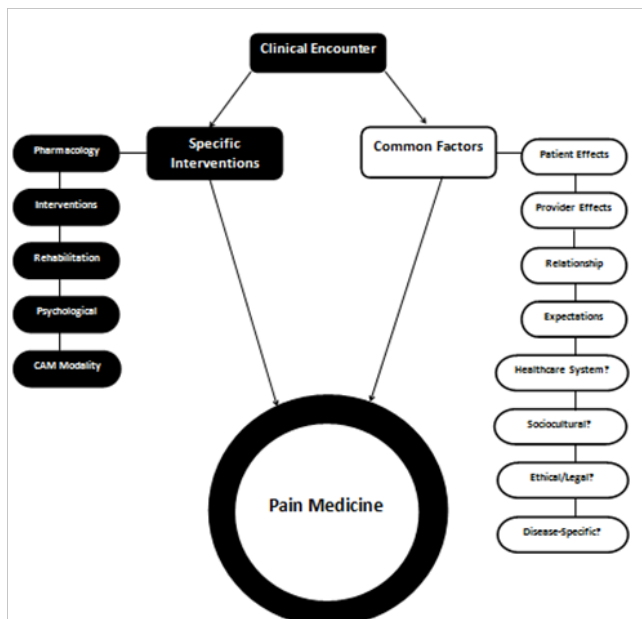 Clinical Encounter
Specific
Interventions
Common Factors
Pharmacology
Interventions
Rehabilitation
Psychological
CAM Modality
Patient Effects
Provider Effects
Relationship
Expectations
Healthcare System?
Sociocultural?
Ethical/Legal?
Disease-Specific?
Pain Medicine